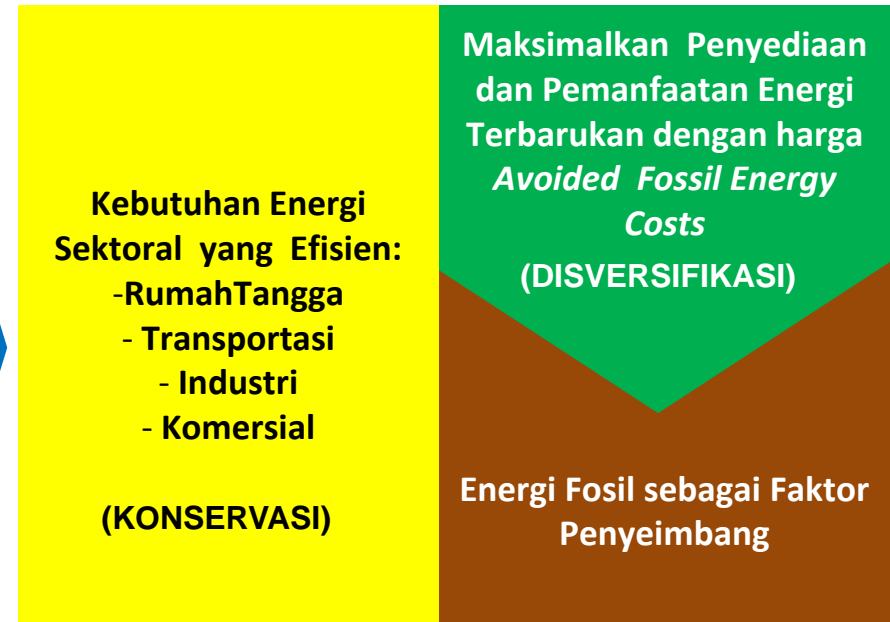 Kebutuhan Energi
Sektoral yang Efisien:
-RumahTangga
- Transportasi
- Industri
- Komersial
(KONSERVASI)
Maksimalkan Penyediaan
dan Pemanfaatan Energi
Terbarukan dengan harga
Avoided Fossil Energy
Costs
(DISVERSIFIKASI)
Energi Fosil sebagai Faktor
Penyeimbang